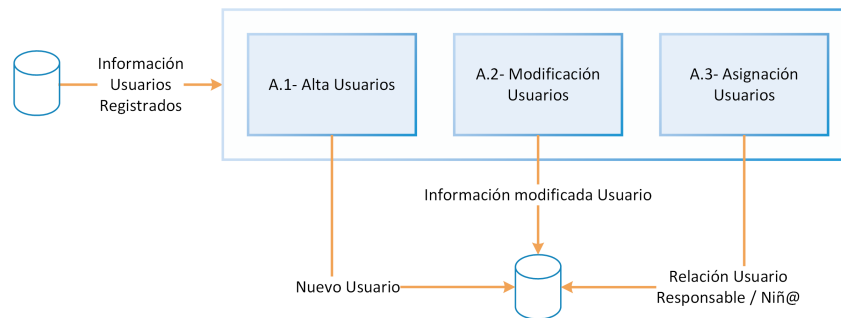 Información
Usuarios
Registrados
A.1- Alta Usuarios
A.2- Modificación
Usuarios
A.3- Asignación
Usuarios
Información modificada Usuario
Nuevo Usuario
Relación Usuario
Responsable / Niñ@